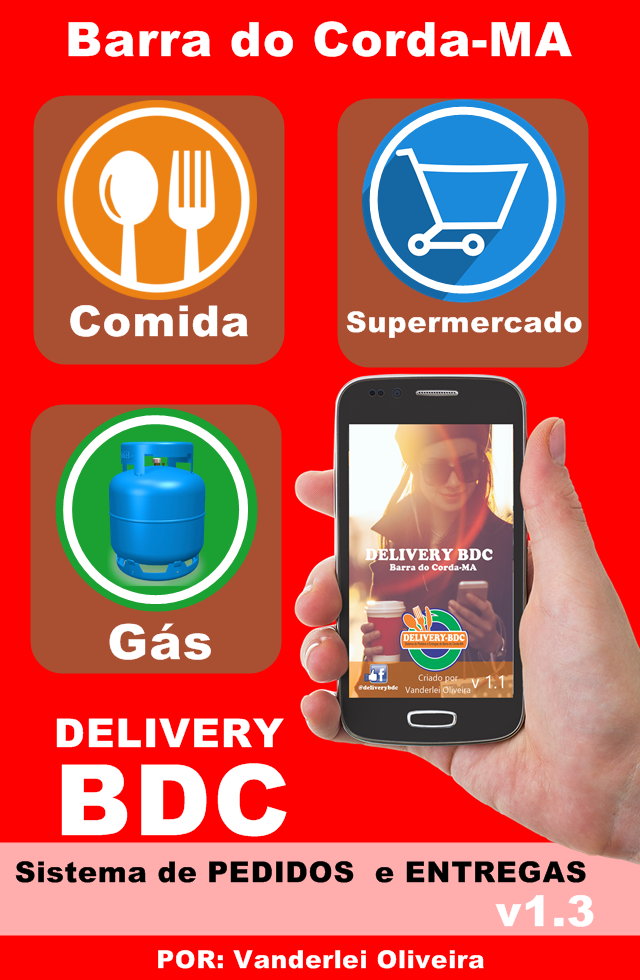 Barra do Corda-MA
Comida
Supermercado
Gás
DELIVERY BDC
Barra do Corda-MA
DELIVERY-BDC
#deliverybdc
Criado por
Vanderlei Oliveira
v 1.1
DELIVERY
BDC
Sistema de PEDIDOS e ENTREGAS
v1.3
POR: Vanderlei Oliveira